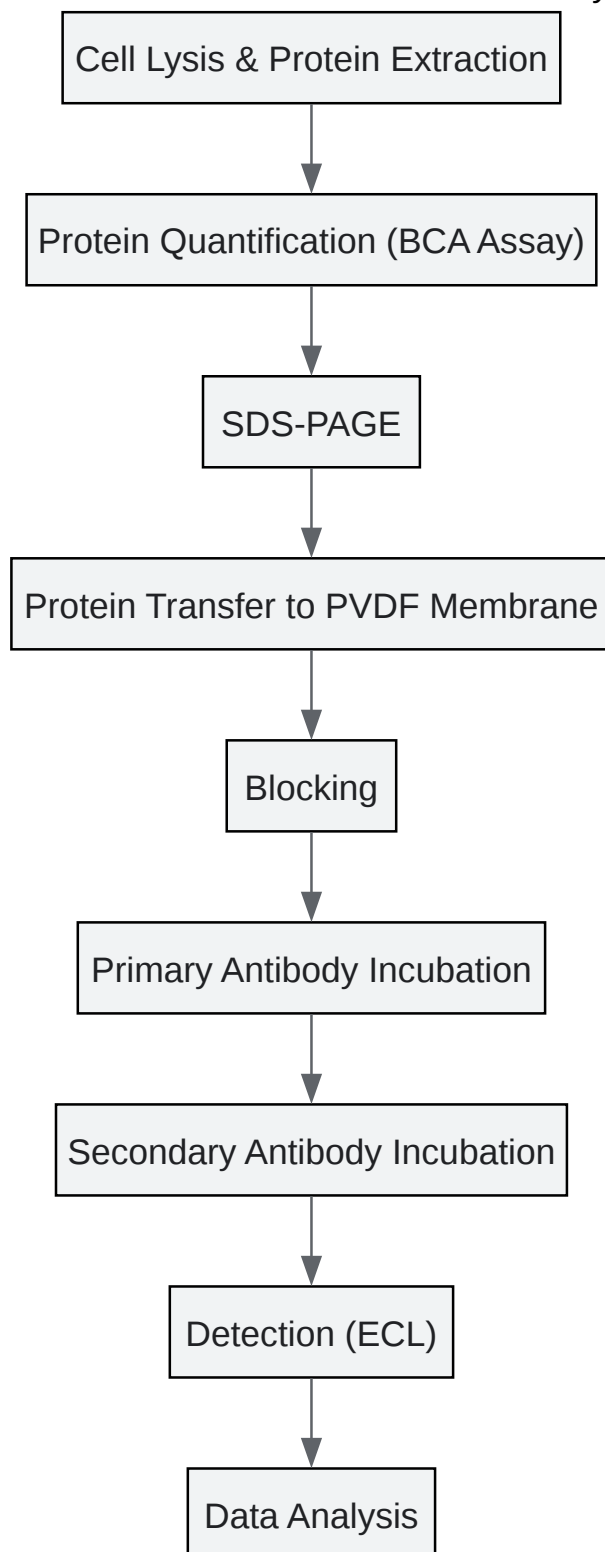 Cell Lysis & Protein Extraction
Protein Quantification (BCA Assay)
SDS-PAGE
Protein Transfer to PVDF Membrane
Blocking
Primary Antibody Incubation
Secondary Antibody Incubation
Detection (ECL)
Data Analysis